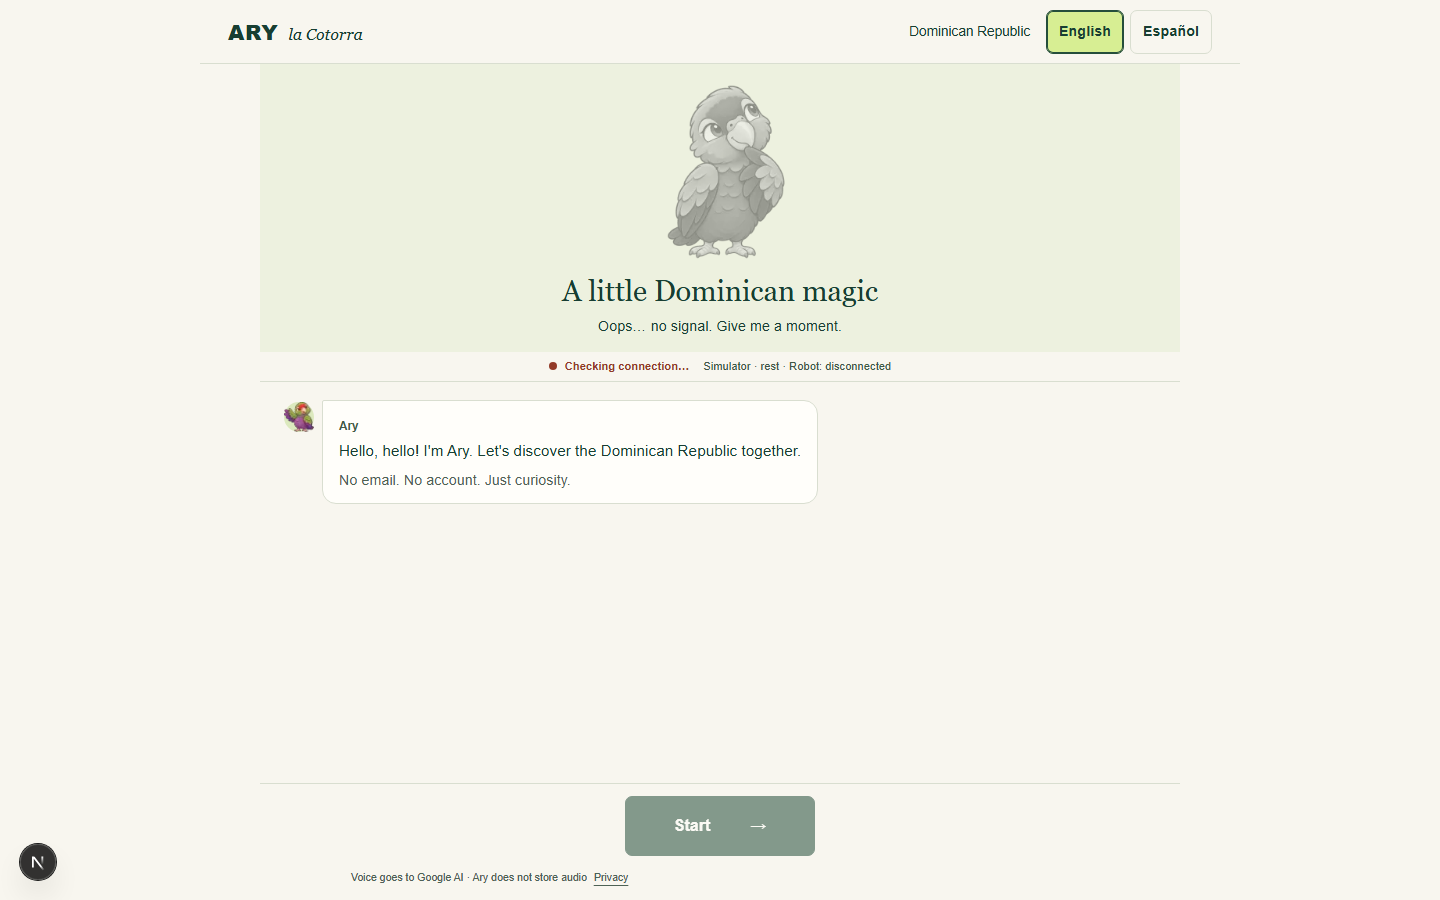 ARY la Cotorra
Dominican Republic
English
Español
A little Dominican magic
Oops... no signal. Give me a moment.
Checking connection... Simulator · rest · Robot: disconnected
Ary
Hello, hello! I'm Ary. Let's discover the Dominican Republic together.
No email. No account. Just curiosity.
Start →
N
Voice goes to Google AI · Ary does not store audio Privacy